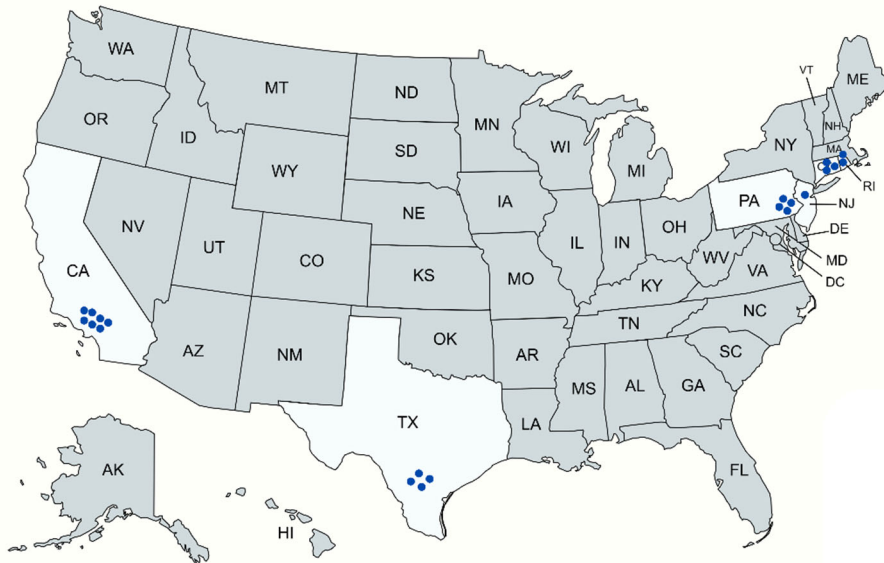 WA
MT
ND
MN
VT
ME
OR
ID
SD
WI
NY
NH
MA
WY
MI
RI
PA
NJ
NV
NE
IA
OH
DE
UT
IL
IN
MD
CA
CO
KS
MO
WV
VA
DC
KY
NC
TN
AZ
NM
OK
AR
SC
MS
AL
GA
TX
LA
AK
FL
HI